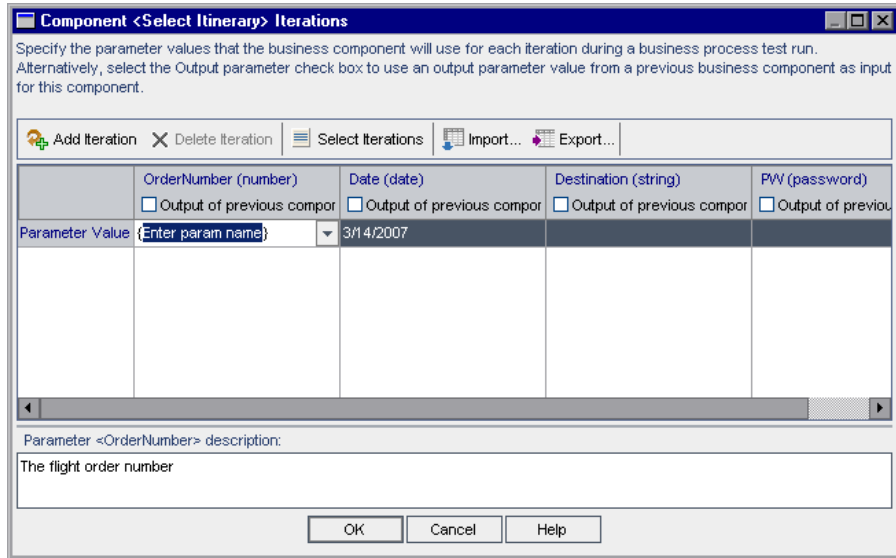 Component <Select Itinerary> Iterations
Specify the parameter values that the business component will use for each iteration during a business process test run.
Alternatively, select the Output parameter check box to use an output parameter value from a previous business component as input
for this component.
Add Iteration Delete Iteration Select Iterations Import... Export...
OrderNumber (number) Date (date) Destination (string) PW (password)
Output of previous compor Output of previous compor Output of previous compor Output of previou
Parameter Value {Enter param name} 3/14/2007
Parameter <OrderNumber> description:
The flight order number
OK Cancel Help